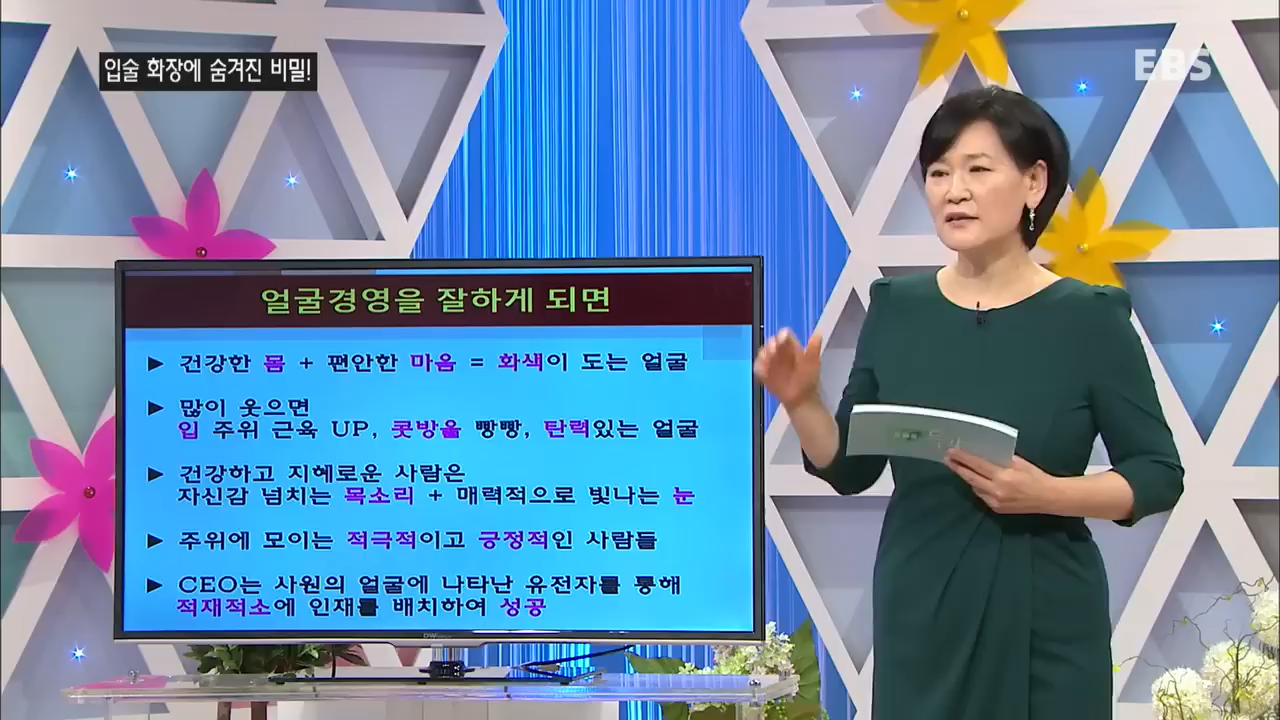 입술 화장에 숨겨진 비밀!
EBS
얼굴경영을 잘하게 되면
► 건강한 몸 + 편안한 마음 = 화색이 도는 얼굴
► 많이 웃으면
입 주위 근육 UP, 콧방울 빵빵, 탄력있는 얼굴
► 건강하고 지혜로운 사람은
자신감 넘치는 목소리 + 매력적으로 빛나는 눈
► 주위에 모이는 적극적이고 긍정적인 사람들
► CEO는 사원의 얼굴에 나타난 유전자를 통해
적재적소에 인재를 배치하여 성공